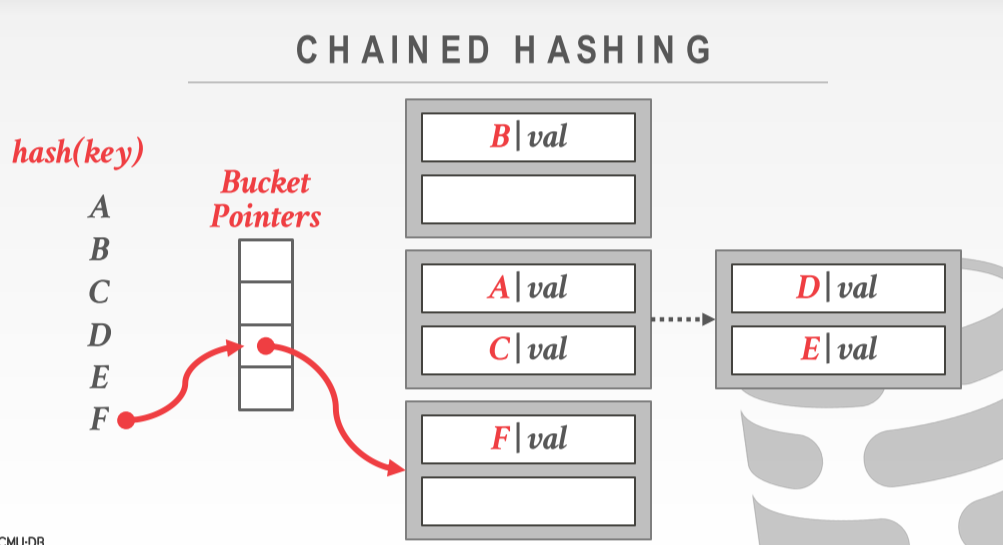 CHAINED HASHING
hash(key)
A
B
C
D
E
F
Bucket
Pointers
B|val
A|val
C|val
D|val
E|val
F|val
CMU·DB